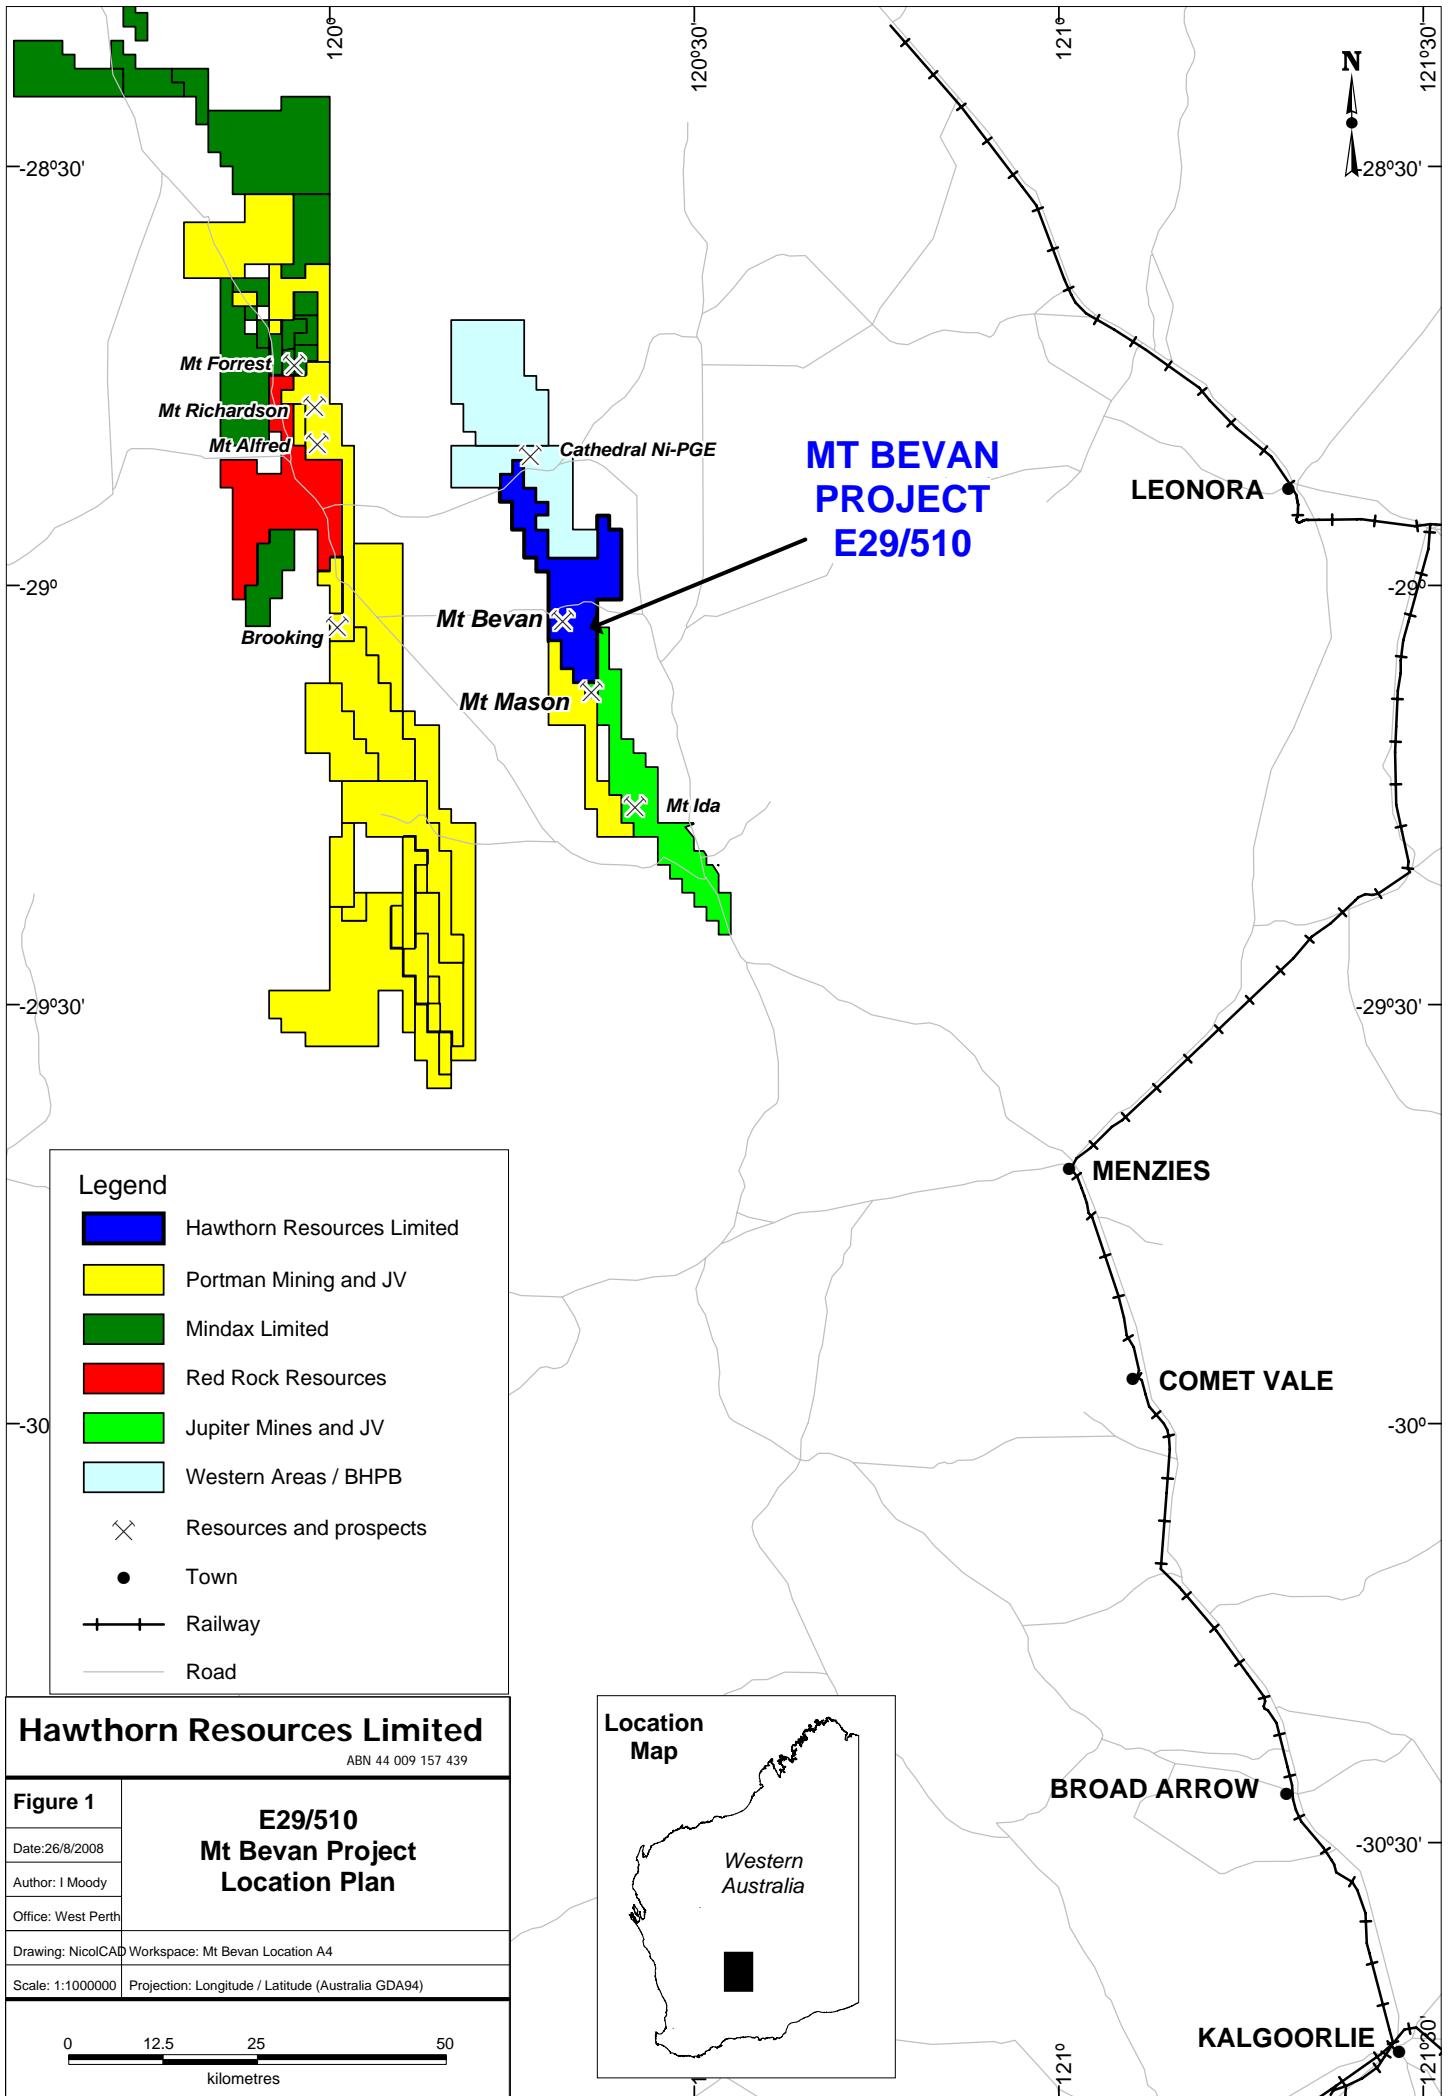 120º
120º30'
121º
121º30'
N
-28º30'
-28º30'
Mt Forrest
Mt Richardson
Mt Alfred
Cathedral Ni-PGE
MT BEVAN
PROJECT
E29/510
LEONORA
-29º
-29º
Mt Bevan
Brooking
Mt Mason
Mt Ida
-29º30'
-29º30'
MENZIES
Legend
Hawthorn Resources Limited
Portman Mining and JV
Mindax Limited
Red Rock Resources
Jupiter Mines and JV
Western Areas / BHPB
Resources and prospects
Town
Railway
Road
COMET VALE
-30
-30º
Hawthorn Resources Limited
ABN 44 009 157 439
Figure 1
Date:26/8/2008
Author: I Moody
Office: West Perth
E29/510
Mt Bevan Project
Location Plan
Drawing: NicolCAD
Workspace: Mt Bevan Location A4
Scale: 1:1000000
Projection: Longitude / Latitude (Australia GDA94)
0 12.5 25 50
kilometres
Location
Map
Western
Australia
BROAD ARROW
-30º30'
KALGOORLIE
121º
121º30'